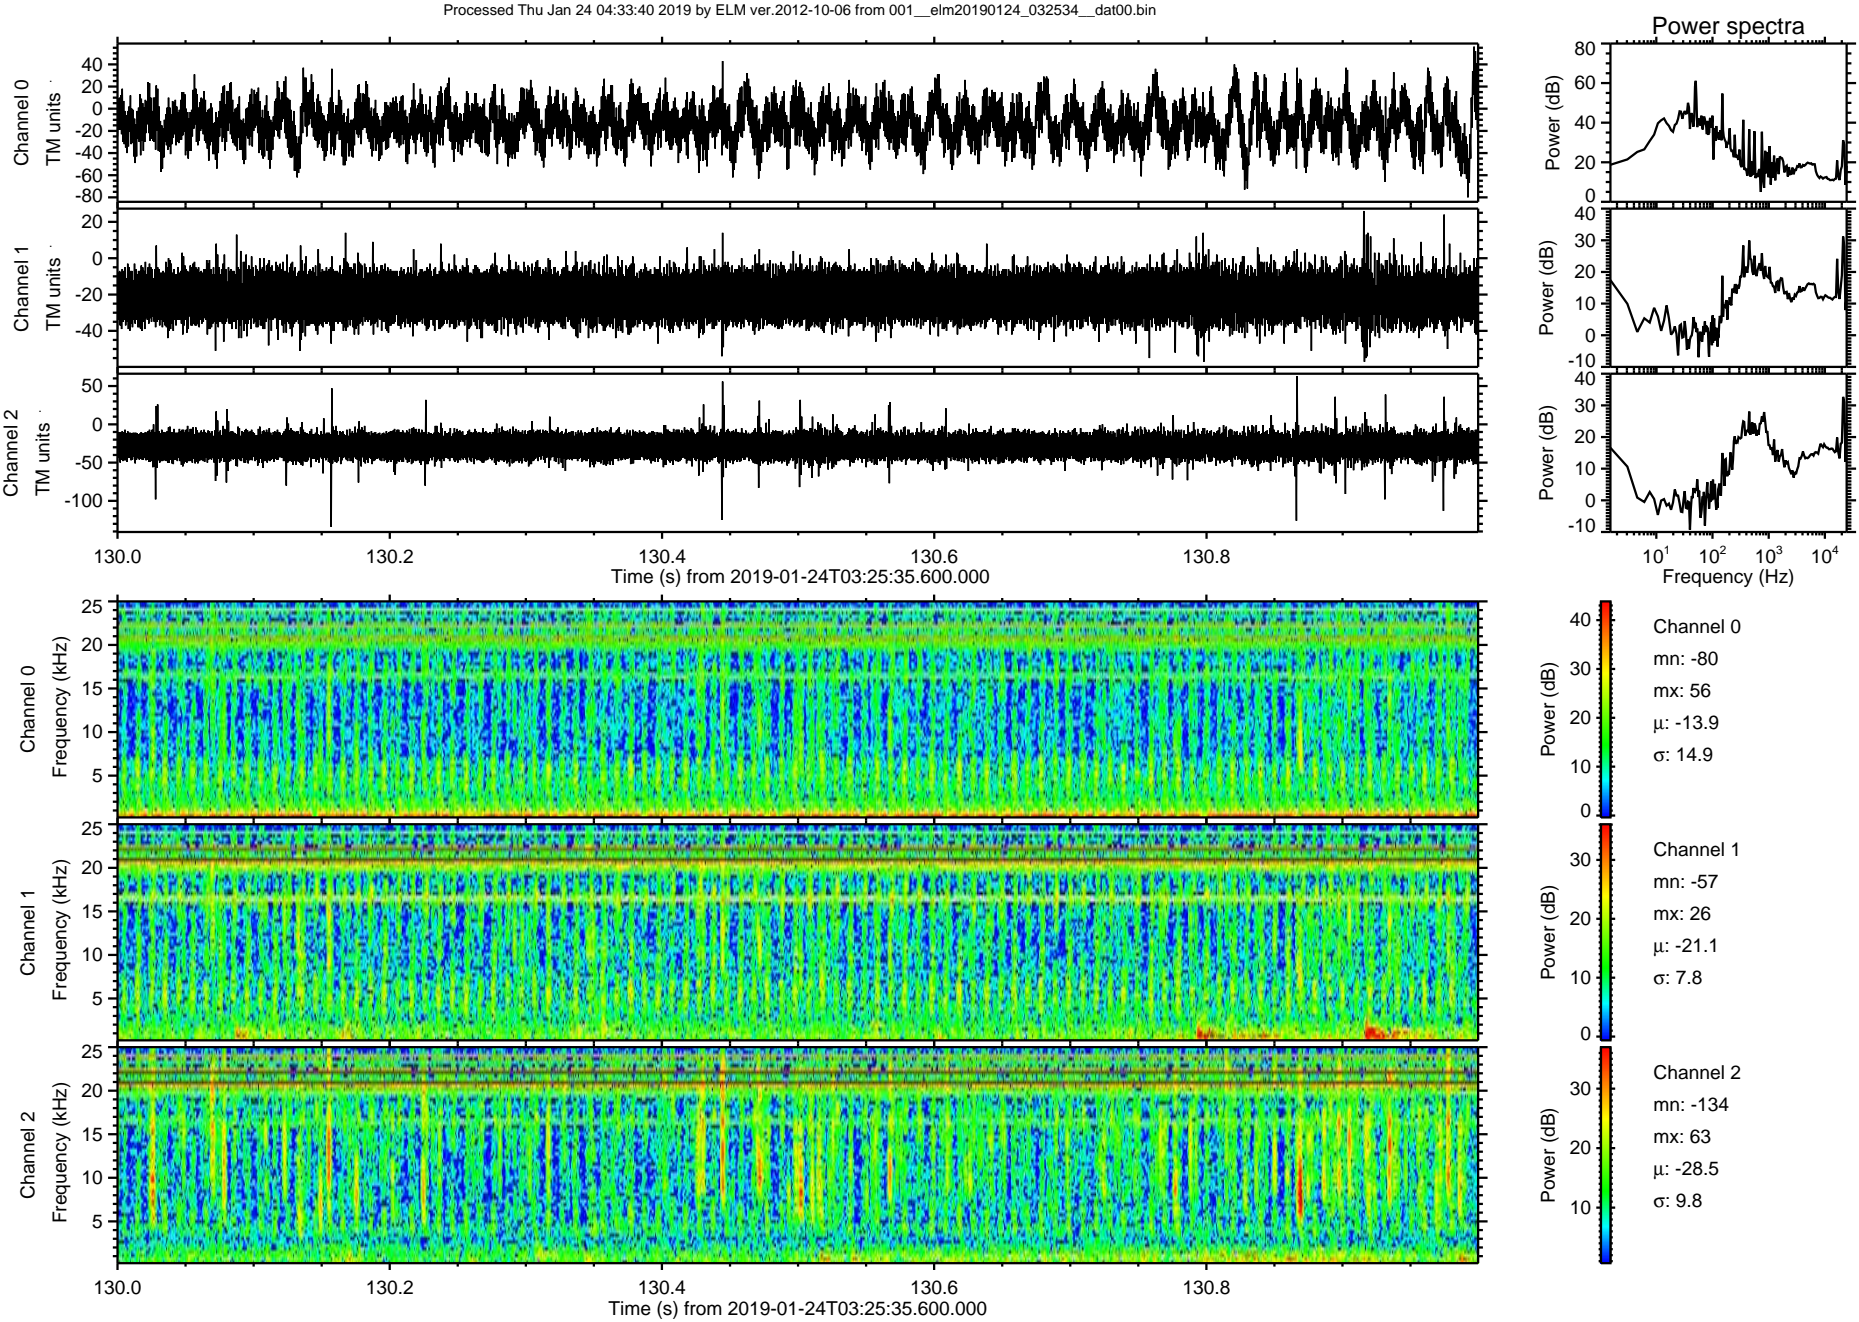 Processed Thu Jan 24 04:33:40 2019 by ELM ver.2012-10-06 from 001__elm20190124_032534__dat00.bin
Power spectra
Channel 0
TM units
40
20
0
-20
-40
-60
-80
Power (dB)
80
60
40
20
0
Channel 1
TM units
20
0
-20
-40
Power (dB)
40
30
20
10
0
-10
Channel 2
TM units
50
0
-50
-100
Power (dB)
40
30
20
10
0
-10
130.0 130.2 130.4 130.6 130.8
Time (s) from 2019-01-24T03:25:35.600.000
10^1 10^2 10^3 10^4
Frequency (Hz)
Channel 0
Frequency (kHz)
25
20
15
10
5
Power (dB)
40
30
20
10
0
Channel 0
mn: -80
mx: 56
µ: -13.9
σ: 14.9
Channel 1
Frequency (kHz)
25
20
15
10
5
Power (dB)
30
20
10
0
Channel 1
mn: -57
mx: 26
µ: -21.1
σ: 7.8
Channel 2
Frequency (kHz)
25
20
15
10
5
Power (dB)
30
20
10
Channel 2
mn: -134
mx: 63
µ: -28.5
σ: 9.8
130.0 130.2 130.4 130.6 130.8
Time (s) from 2019-01-24T03:25:35.600.000